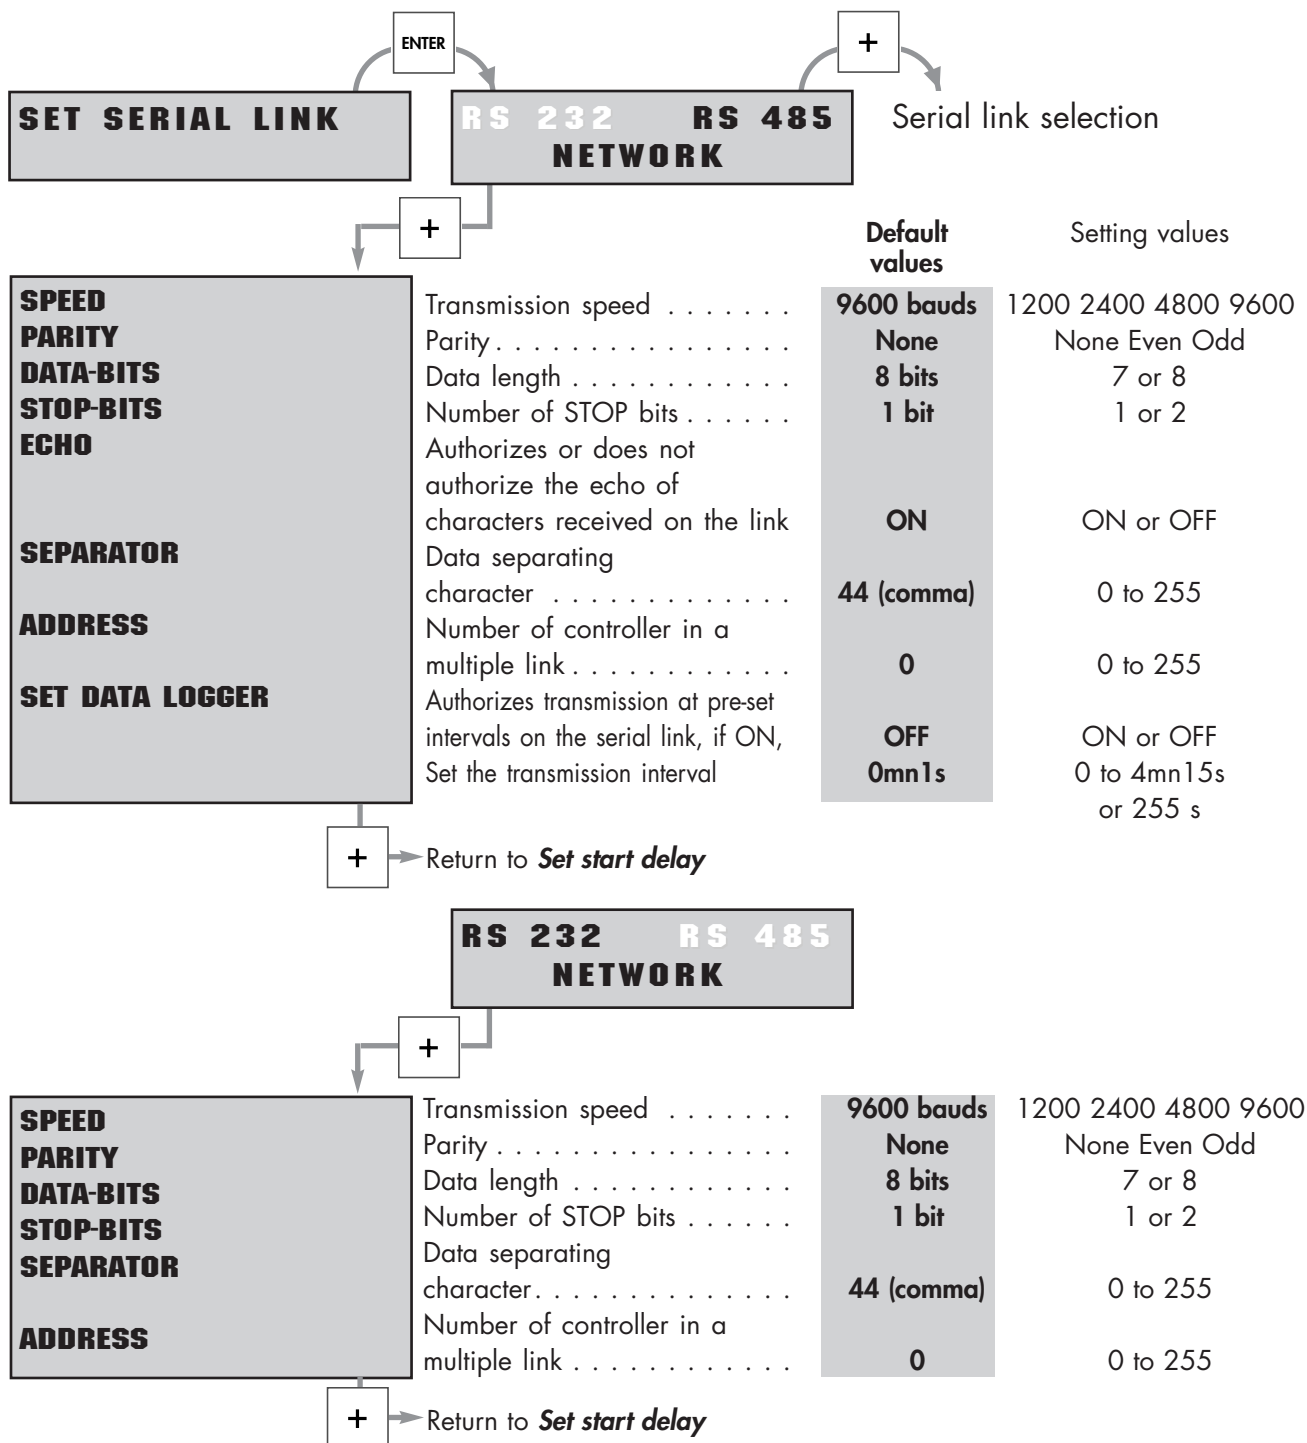 ENTER
+
SET SERIAL LINK
RS 232 RS 485
NETWORK
Serial link selection
+
Default
values
Setting values
SPEED Transmission speed . . . . . . . 9600 bauds 1200 2400 4800 9600
PARITY Parity . . . . . . . . . . . . . . . . None None Even Odd
DATA-BITS Data length . . . . . . . . . . . . 8 bits 7 or 8
STOP-BITS Number of STOP bits . . . . . . 1 bit 1 or 2
ECHO Authorizes or does not
authorize the echo of
characters received on the link ON ON or OFF
SEPARATOR Data separating
character . . . . . . . . . . . . . 44 (comma) 0 to 255
ADDRESS Number of controller in a
multiple link . . . . . . . . . . . . 0 0 to 255
SET DATA LOGGER Authorizes transmission at pre-set
intervals on the serial link, if ON, OFF ON or OFF
Set the transmission interval 0mn1s 0 to 4mn15s
or 255 s
+ Return to Set start delay
RS 232 RS 485
NETWORK
+
SPEED Transmission speed . . . . . . . 9600 bauds 1200 2400 4800 9600
PARITY Parity . . . . . . . . . . . . . . . . None None Even Odd
DATA-BITS Data length . . . . . . . . . . . . 8 bits 7 or 8
STOP-BITS Number of STOP bits . . . . . . 1 bit 1 or 2
SEPARATOR Data separating
character . . . . . . . . . . . . . . 44 (comma) 0 to 255
ADDRESS Number of controller in a
multiple link . . . . . . . . . . . . 0 0 to 255
+ Return to Set start delay